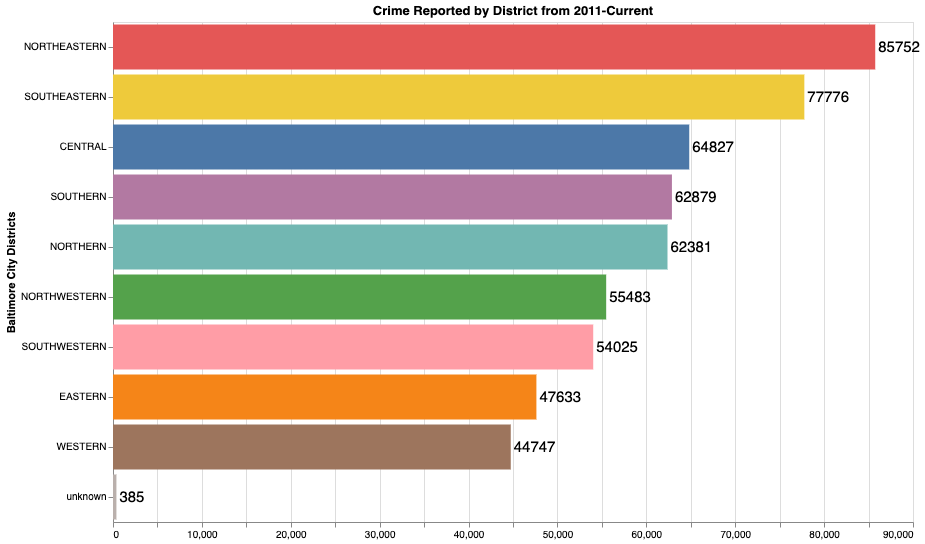 Crime Reported by District from 2011-Current
Baltimore City Districts
NORTHEASTERN 85752
SOUTHEASTERN 77776
CENTRAL 64827
SOUTHERN 62879
NORTHERN 62381
NORTHWESTERN 55483
SOUTHWESTERN 54025
EASTERN 47633
WESTERN 44747
unknown 385
0 10,000 20,000 30,000 40,000 50,000 60,000 70,000 80,000 90,000